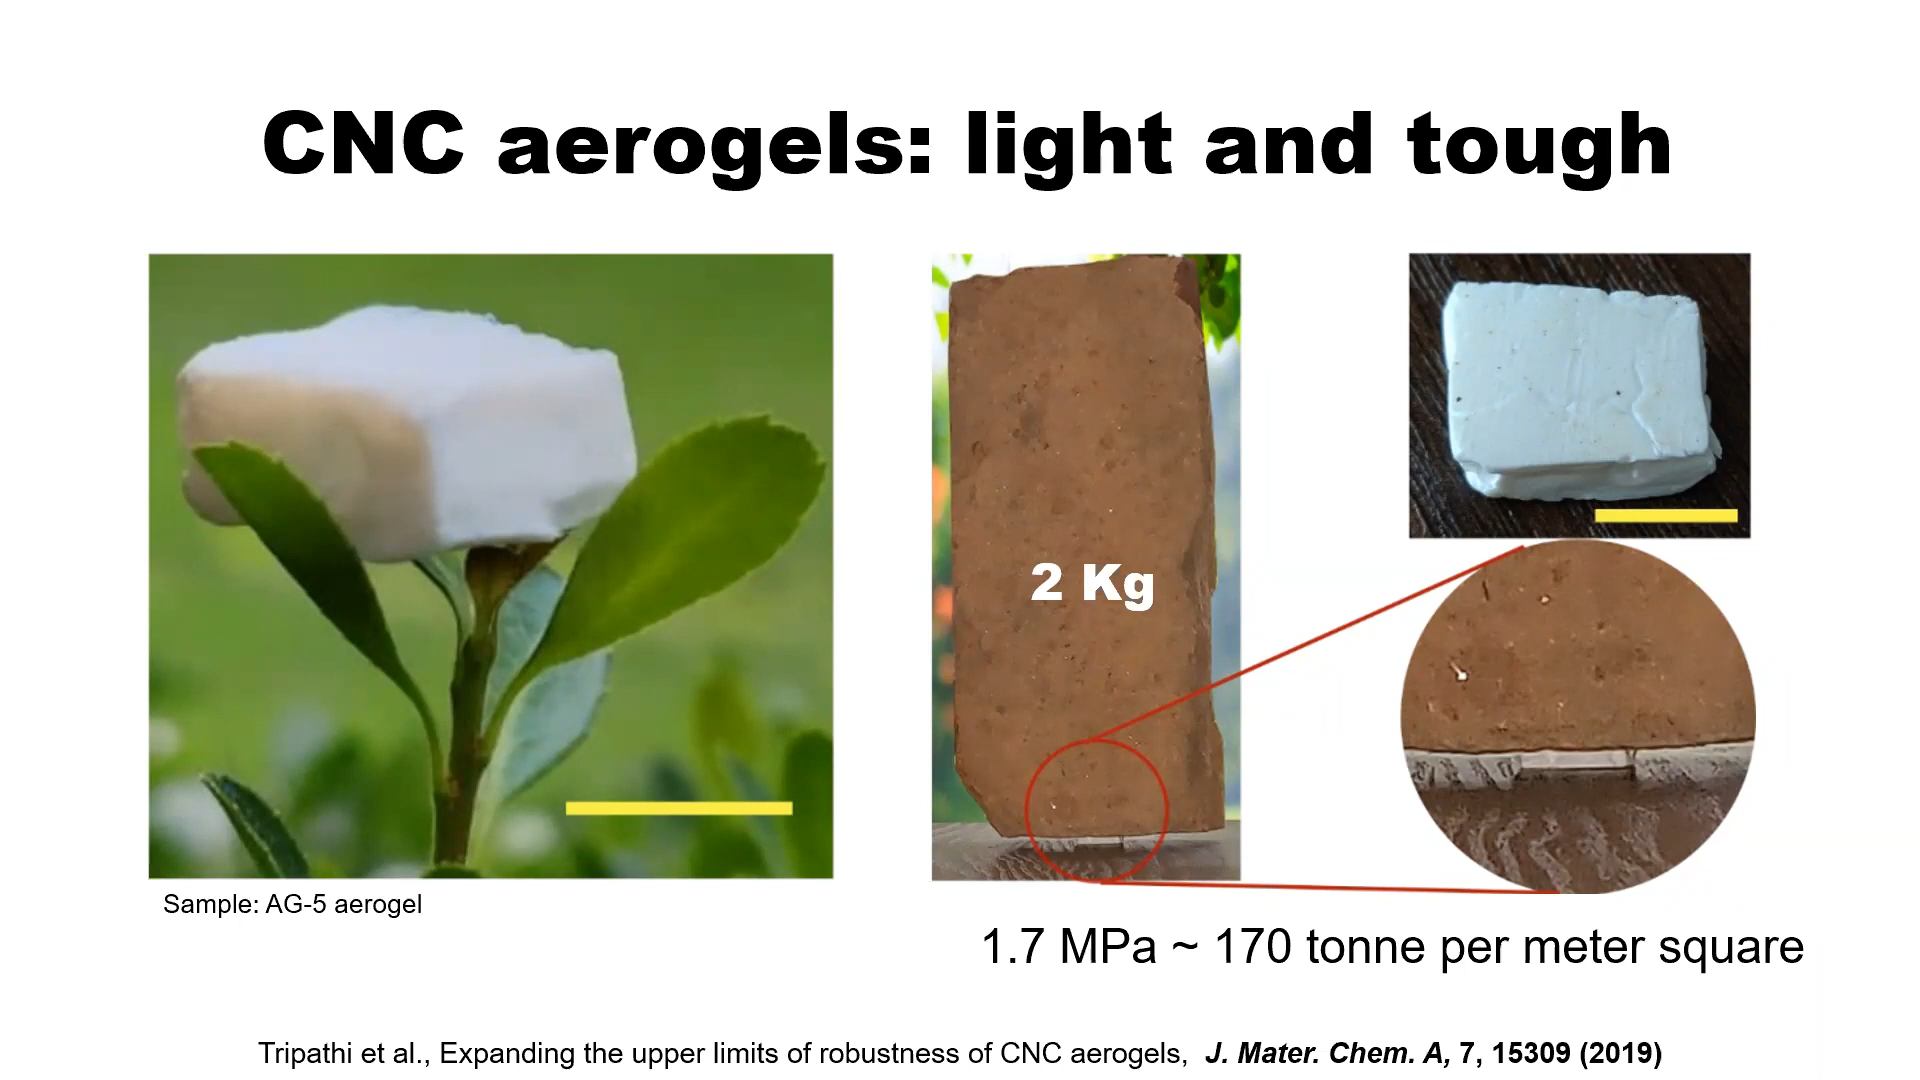 CNC aerogels: light and tough
2 Kg
Sample: AG-5 aerogel
1.7 MPa ~ 170 tonne per meter square
Tripathi et al., Expanding the upper limits of robustness of CNC aerogels, J. Mater. Chem. A, 7, 15309 (2019)